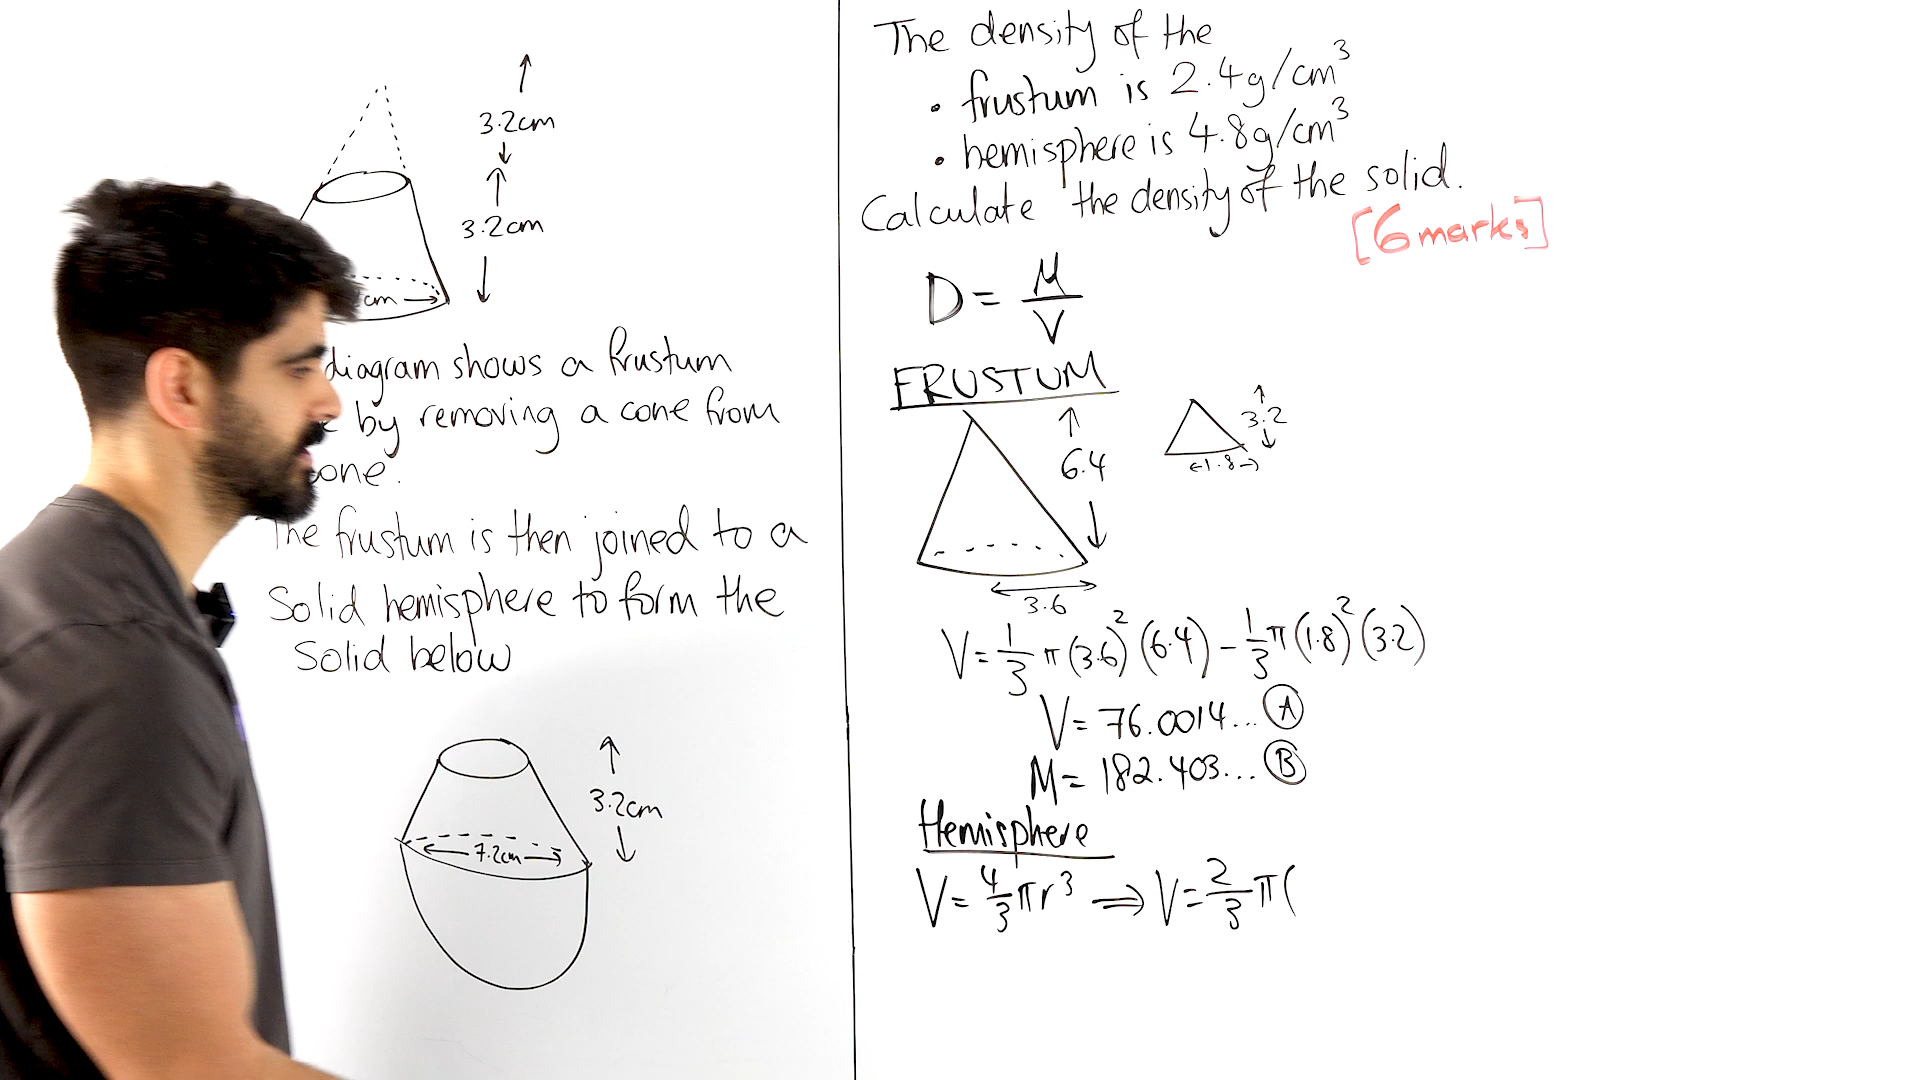 3.2cm
3.2cm
cm
diagram shows a frustum
by removing a cone from
cone.
The frustum is then joined to a
Solid hemisphere to form the
Solid below
3.2cm
7.2cm
The density of the
• frustum is 2.4g/cm³
• hemisphere is 4.8g/cm³
Calculate the density of the solid.
[6 marks]
D = M/V
FRUSTUM
6.4
3.2
1.8
3.6
V = 1/3 π (3.6)² (6.4) − 1/3 π (1.8)² (3.2)
V = 76.0014... Ⓐ
M = 182.403... Ⓑ
Hemisphere
V = 4/3 πr³ ⇒ V = 2/3 π(